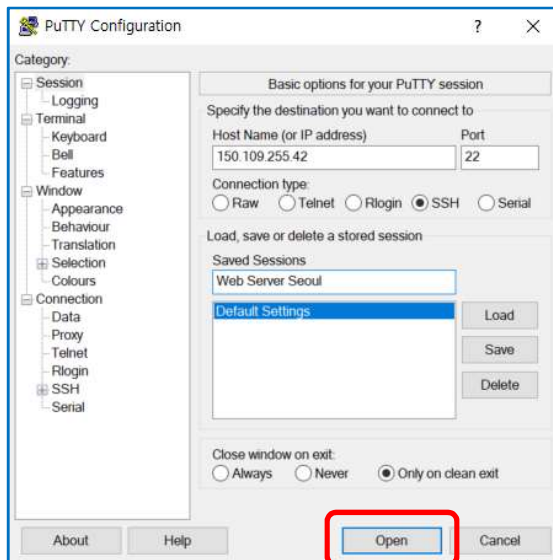 PuTTY Configuration
? ×
Category:
Session
Logging
Terminal
Keyboard
Bell
Features
Window
Appearance
Behaviour
Translation
Selection
Colours
Connection
Data
Proxy
Telnet
Rlogin
SSH
Serial
Basic options for your PuTTY session
Specify the destination you want to connect to
Host Name (or IP address) Port
150.109.255.42 22
Connection type:
Raw Telnet Rlogin SSH Serial
Load, save or delete a stored session
Saved Sessions
Web Server Seoul
Default Settings
Load
Save
Delete
Close window on exit:
Always Never Only on clean exit
About Help Open Cancel